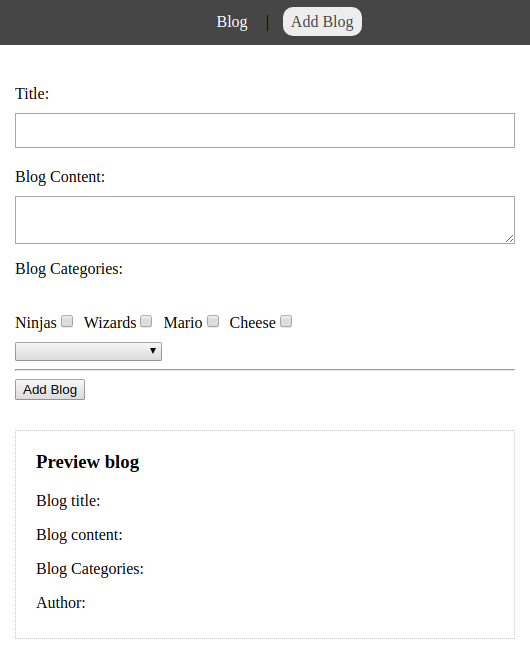 Blog | Add Blog
Title:
Blog Content:
Blog Categories:
Ninjas Wizards Mario Cheese
Add Blog
Preview blog
Blog title:
Blog content:
Blog Categories:
Author: